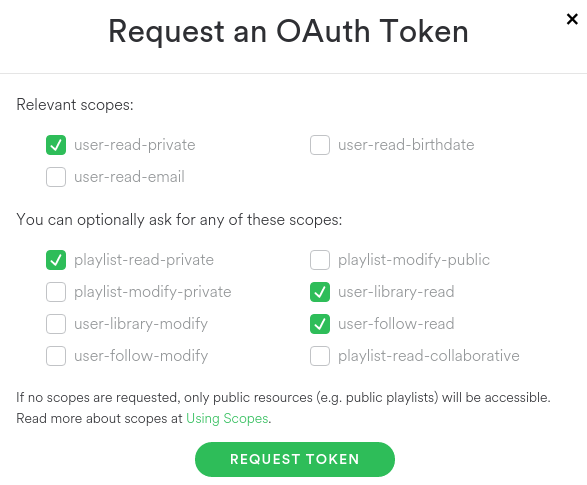 Request an OAuth Token
Relevant scopes:
user-read-private
user-read-birthdate
user-read-email
You can optionally ask for any of these scopes:
playlist-read-private
playlist-modify-public
playlist-modify-private
user-library-read
user-library-modify
user-follow-read
user-follow-modify
playlist-read-collaborative
If no scopes are requested, only public resources (e.g. public playlists) will be accessible.
Read more about scopes at Using Scopes.
REQUEST TOKEN